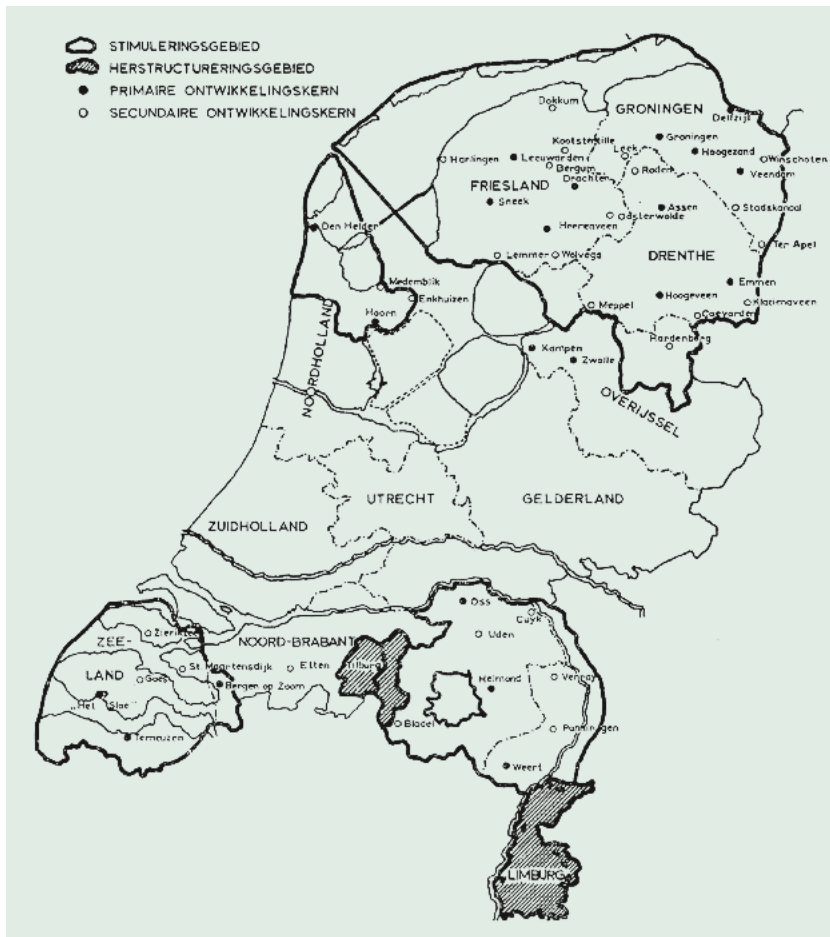 STIMULERINGSGEBIED
HERSTRUCTURERINGSGEBIED
PRIMAIRE ONTWIKKELINGSKERN
SECUNDAIRE ONTWIKKELINGSKERN
Dokkum
GRONINGEN
Delfzijl
Groningen
Kootstertille
Leek
Hoogezand
Harlingen
Leeuwarden
Winschoten
Bergum
Roden
Veendam
Drachten
FRIESLAND
Sneek
Assen
Stadskanaal
Oosterwolde
Den Helder
Heerenveen
Ter Apel
Lemmer
Wolvega
DRENTHE
Medemblik
Emmen
Enkhuizen
Hoogeveen
Klazienaveen
Meppel
Hoorn
Coevorden
Hardenberg
NOORDHOLLAND
Kampen
Zwolle
OVERIJSSEL
UTRECHT
GELDERLAND
ZUIDHOLLAND
Oss
Cuyk
ZEE-
Zierikzee
NOORD-BRABANT
Uden
LAND
St. Maartensdijk
Etten
Tilburg
Goes
Helmond
Venray
Bergen op Zoom
"Het Sloe"
Bladel
Panningen
Terneuzen
Weert
LIMBURG